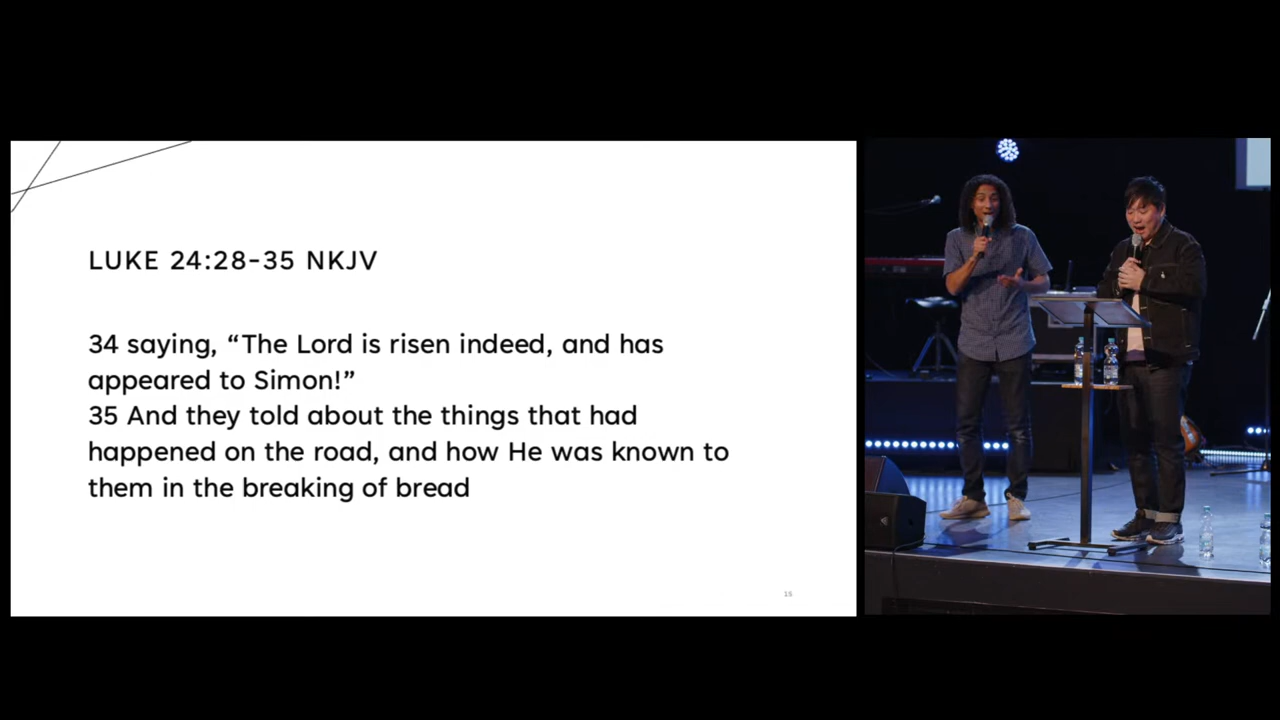 LUKE 24:28-35 NKJV
34 saying, “The Lord is risen indeed, and has
appeared to Simon!”
35 And they told about the things that had
happened on the road, and how He was known to
them in the breaking of bread
15